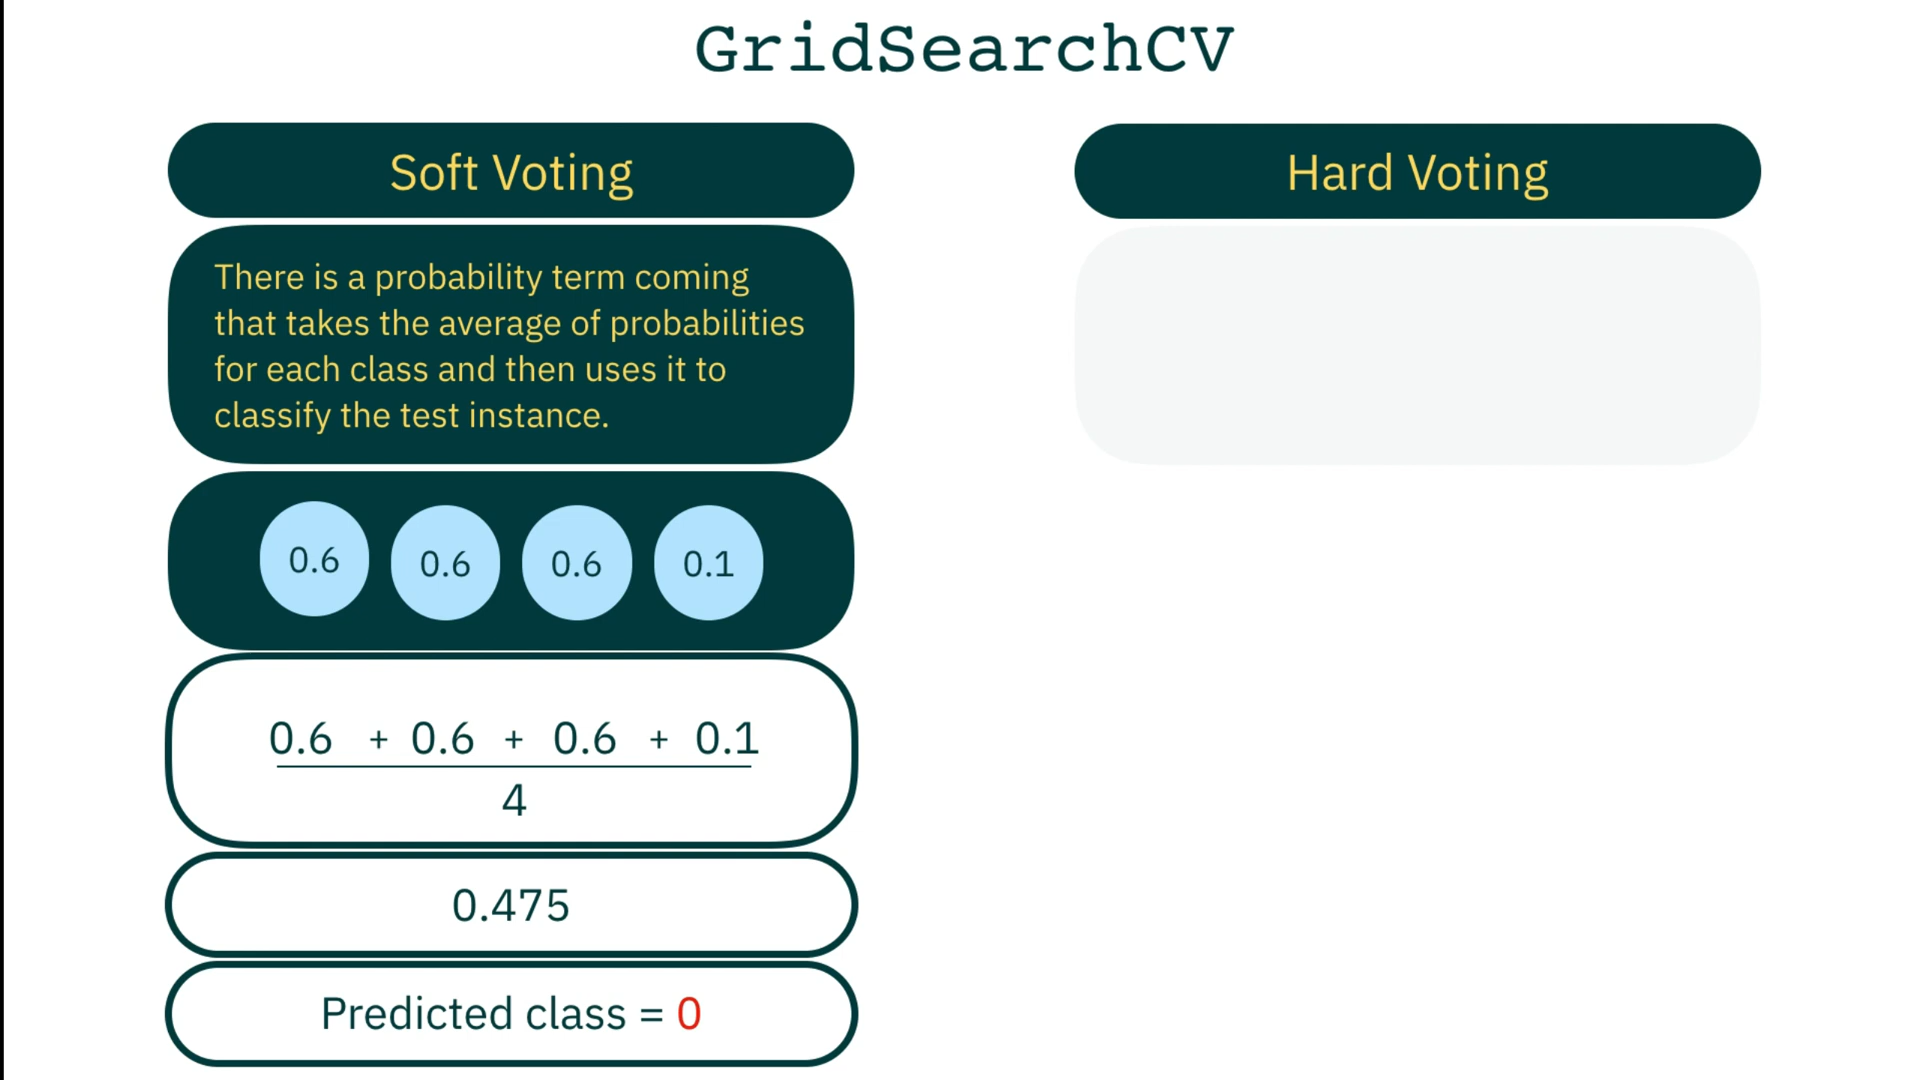 GridSearchCV
Soft Voting
There is a probability term coming
that takes the average of probabilities
for each class and then uses it to
classify the test instance.
0.6 0.6 0.6 0.1
0.6 + 0.6 + 0.6 + 0.1
4
0.475
Predicted class = 0
Hard Voting